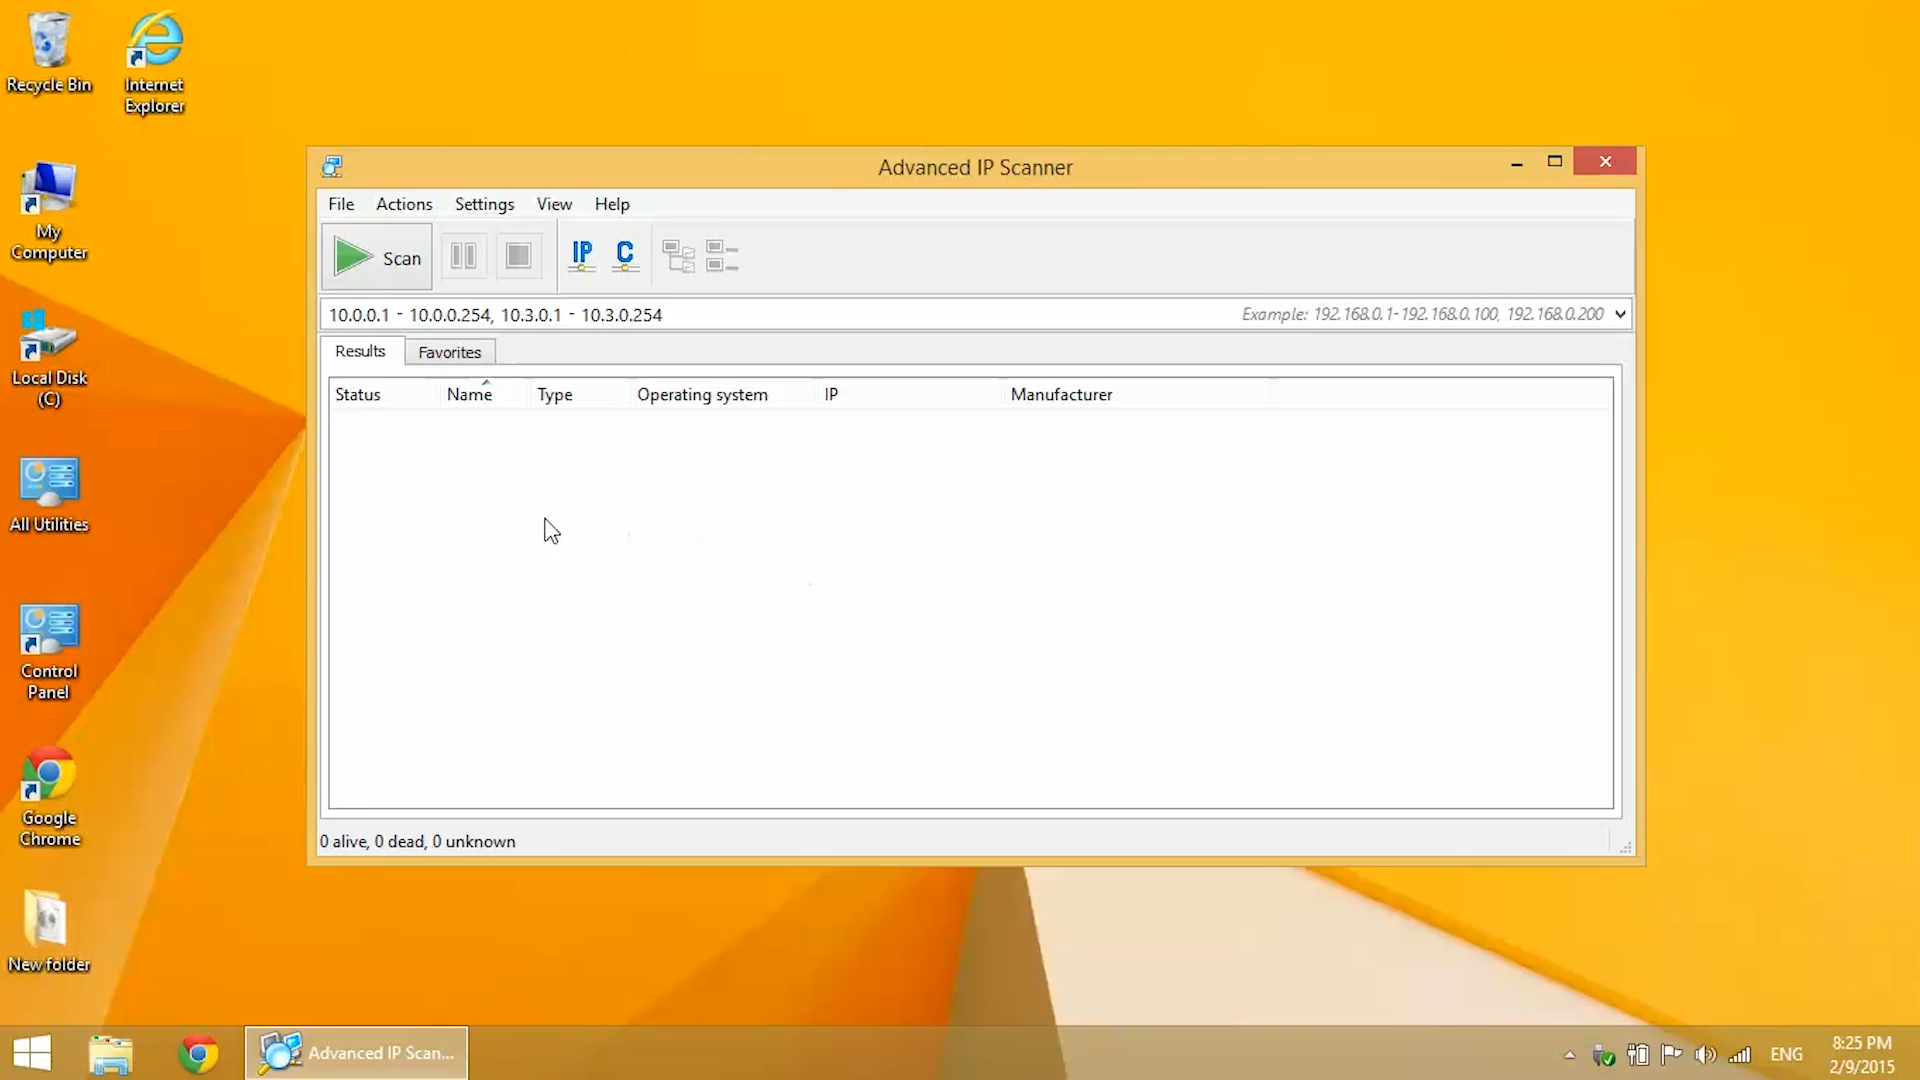 Recycle Bin
Internet
Explorer
My
Computer
Local Disk
(C)
All Utilities
Control
Panel
Google
Chrome
New folder
Advanced IP Scanner
File Actions Settings View Help
Scan
IP C
10.0.0.1 - 10.0.0.254, 10.3.0.1 - 10.3.0.254
Example: 192.168.0.1-192.168.0.100, 192.168.0.200
Results Favorites
Status Name Type Operating system IP Manufacturer
0 alive, 0 dead, 0 unknown
Advanced IP Scan...
ENG
8:25 PM
2/9/2015